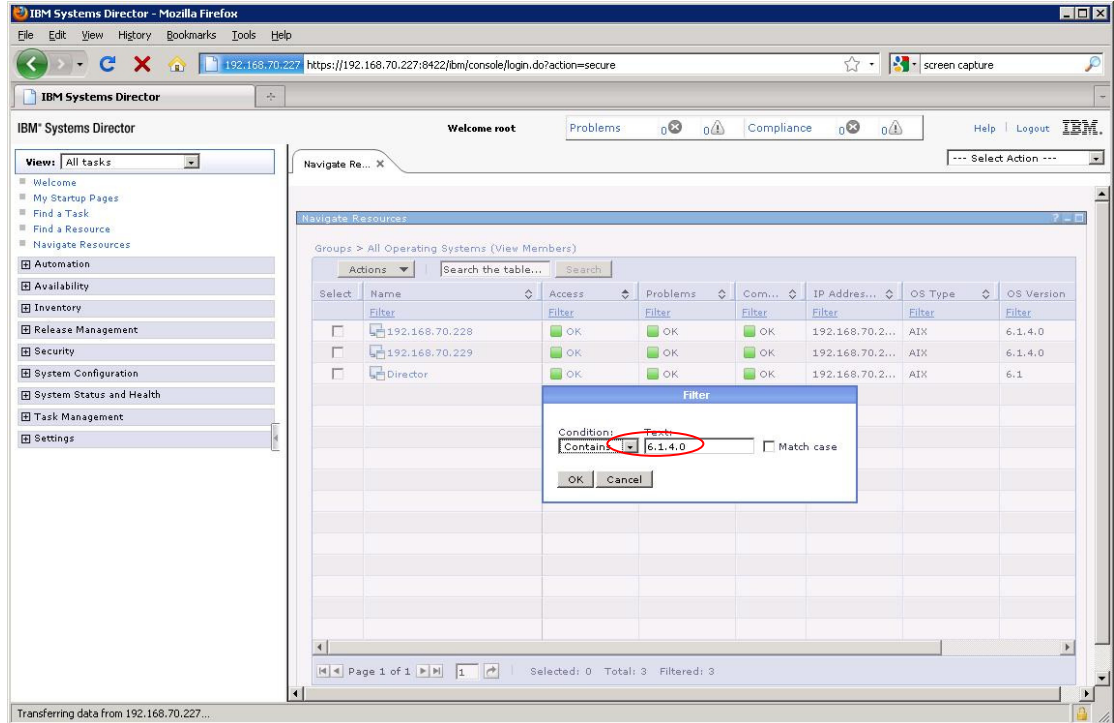 IBM Systems Director - Mozilla Firefox
File Edit View History Bookmarks Tools Help
192.168.70.227 https://192.168.70.227:8422/ibm/console/login.do?action=secure screen capture
IBM Systems Director
IBM® Systems Director Welcome root Problems 0 0 Compliance 0 0 Help Logout IBM.
View: All tasks
Navigate Re... X --- Select Action ---
Welcome
My Startup Pages
Find a Task
Find a Resource
Navigate Resources
Automation
Availability
Inventory
Release Management
Security
System Configuration
System Status and Health
Task Management
Settings
Navigate Resources ?
Groups > All Operating Systems (View Members)
Actions Search the table... Search
Select Name Access Problems Com... IP Addres... OS Type OS Version
Filter Filter Filter Filter Filter Filter Filter
192.168.70.228 OK OK OK 192.168.70.2... AIX 6.1.4.0
192.168.70.229 OK OK OK 192.168.70.2... AIX 6.1.4.0
Director OK OK OK 192.168.70.2... AIX 6.1
Filter
Condition: Text:
Contains 6.1.4.0 Match case
OK Cancel
Page 1 of 1 1 Selected: 0 Total: 3 Filtered: 3
Transferring data from 192.168.70.227...